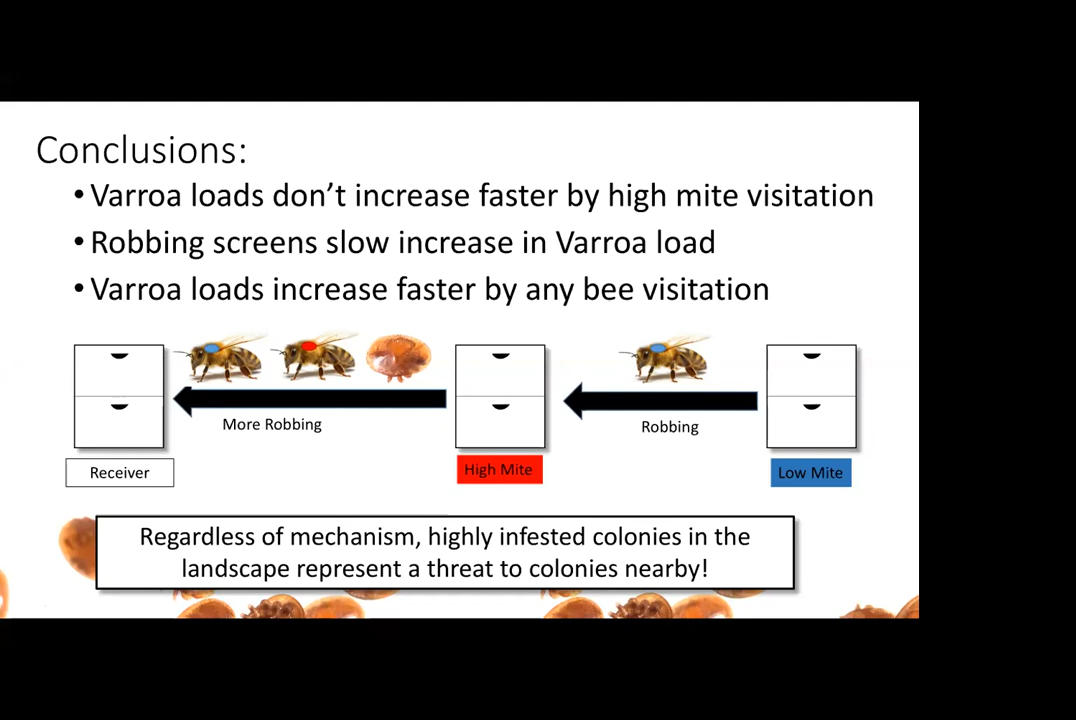 Conclusions:
• Varroa loads don’t increase faster by high mite visitation
• Robbing screens slow increase in Varroa load
• Varroa loads increase faster by any bee visitation
More Robbing
Robbing
Receiver
High Mite
Low Mite
Regardless of mechanism, highly infested colonies in the
landscape represent a threat to colonies nearby!